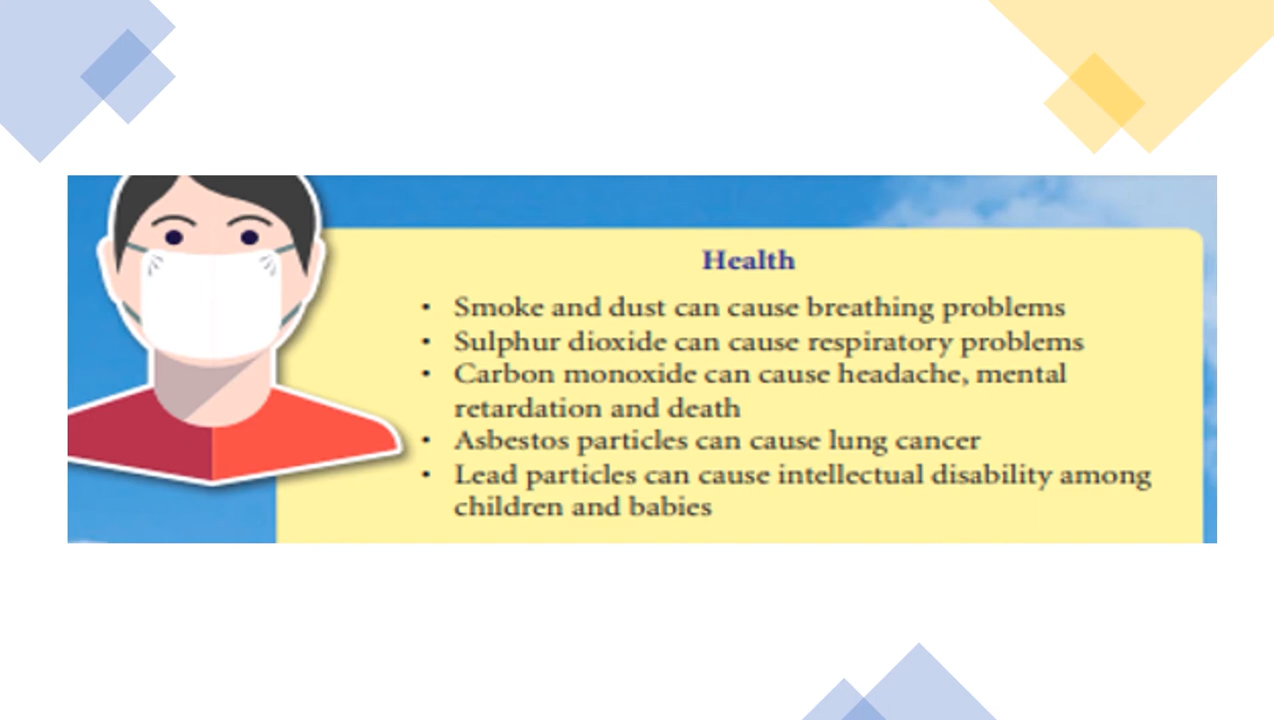 Health
• Smoke and dust can cause breathing problems
• Sulphur dioxide can cause respiratory problems
• Carbon monoxide can cause headache, mental
retardation and death
• Asbestos particles can cause lung cancer
• Lead particles can cause intellectual disability among
children and babies